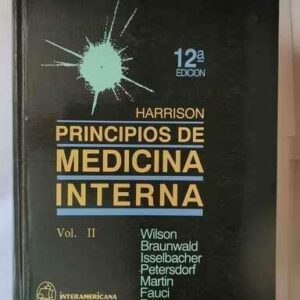 12ª
EDICION
HARRISON
PRINCIPIOS DE
MEDICINA
INTERNA
Vol. II
Wilson
Braunwald
Isselbacher
Petersdorf
Martin
Fauci
INTERAMERICANA